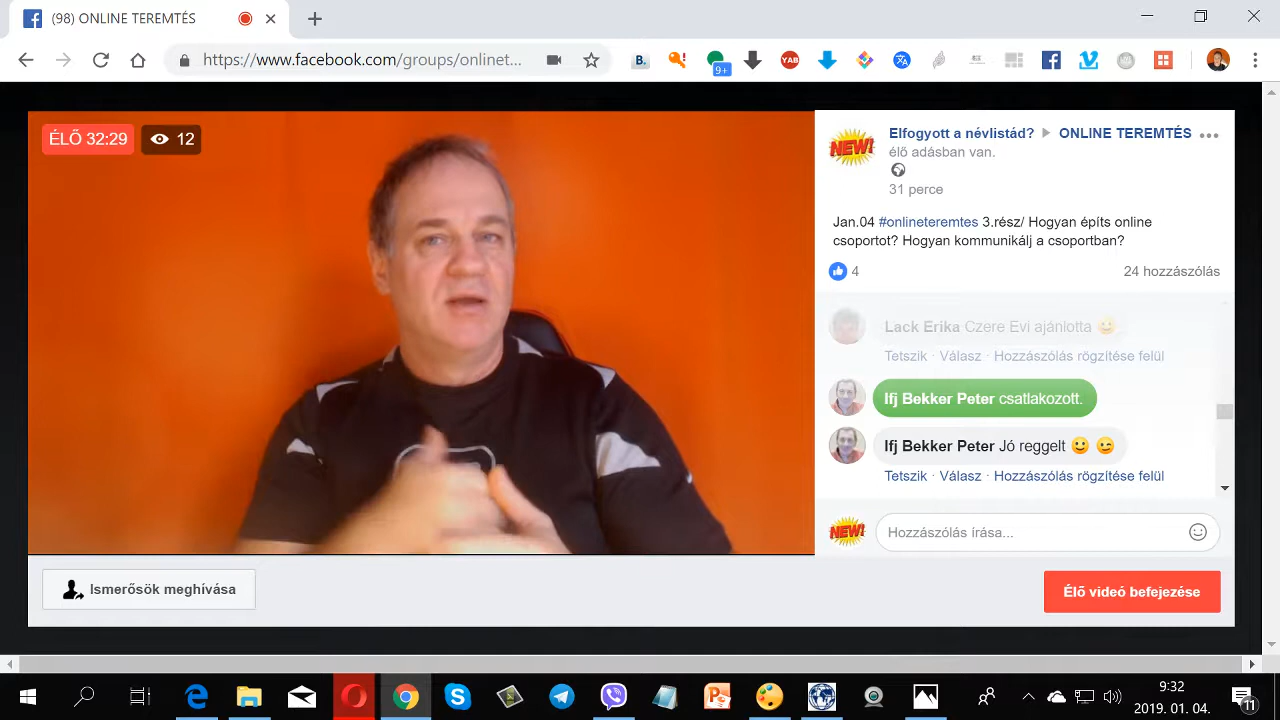 (98) ONLINE TEREMTÉS
https://www.facebook.com/groups/onlinet...
B.
9+
YAB
ÉLŐ 32:29
12
NEW!
Elfogyott a névlistád? ONLINE TEREMTÉS
élő adásban van.
31 perce
Jan.04 #onlineteremtes 3.rész/ Hogyan építs online
csoportot? Hogyan kommunikálj a csoportban?
4
24 hozzászólás
Lack Erika Czere Evi ajánlotta
Tetszik · Válasz · Hozzászólás rögzítése felül
Ifj Bekker Peter csatlakozott.
Ifj Bekker Peter Jó reggelt
Tetszik · Válasz · Hozzászólás rögzítése felül
NEW!
Hozzászólás írása...
Ismerősök meghívása
Élő videó befejezése
9:32
2019. 01. 04.
11